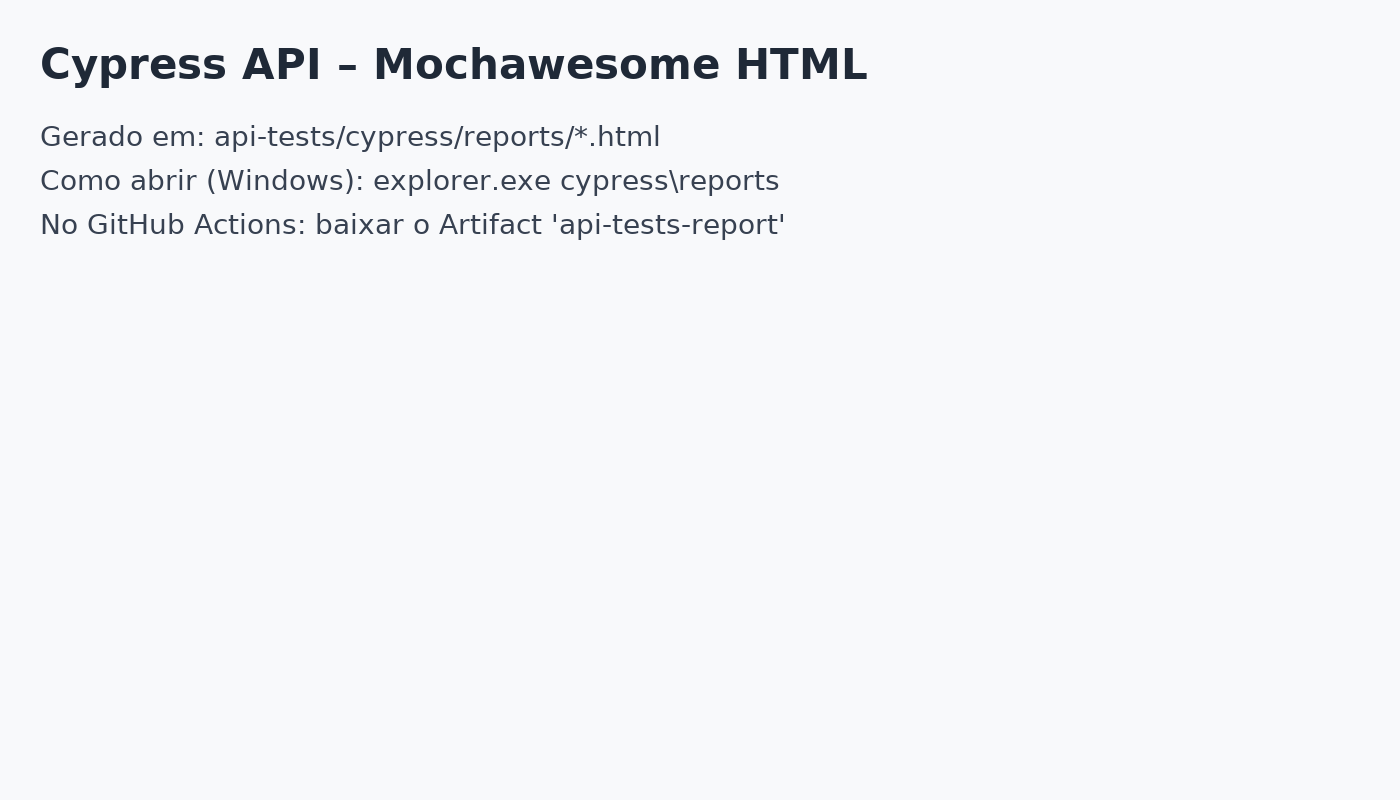 Cypress API – Mochawesome HTML
Gerado em: api-tests/cypress/reports/*.html
Como abrir (Windows): explorer.exe cypress\reports
No GitHub Actions: baixar o Artifact 'api-tests-report'